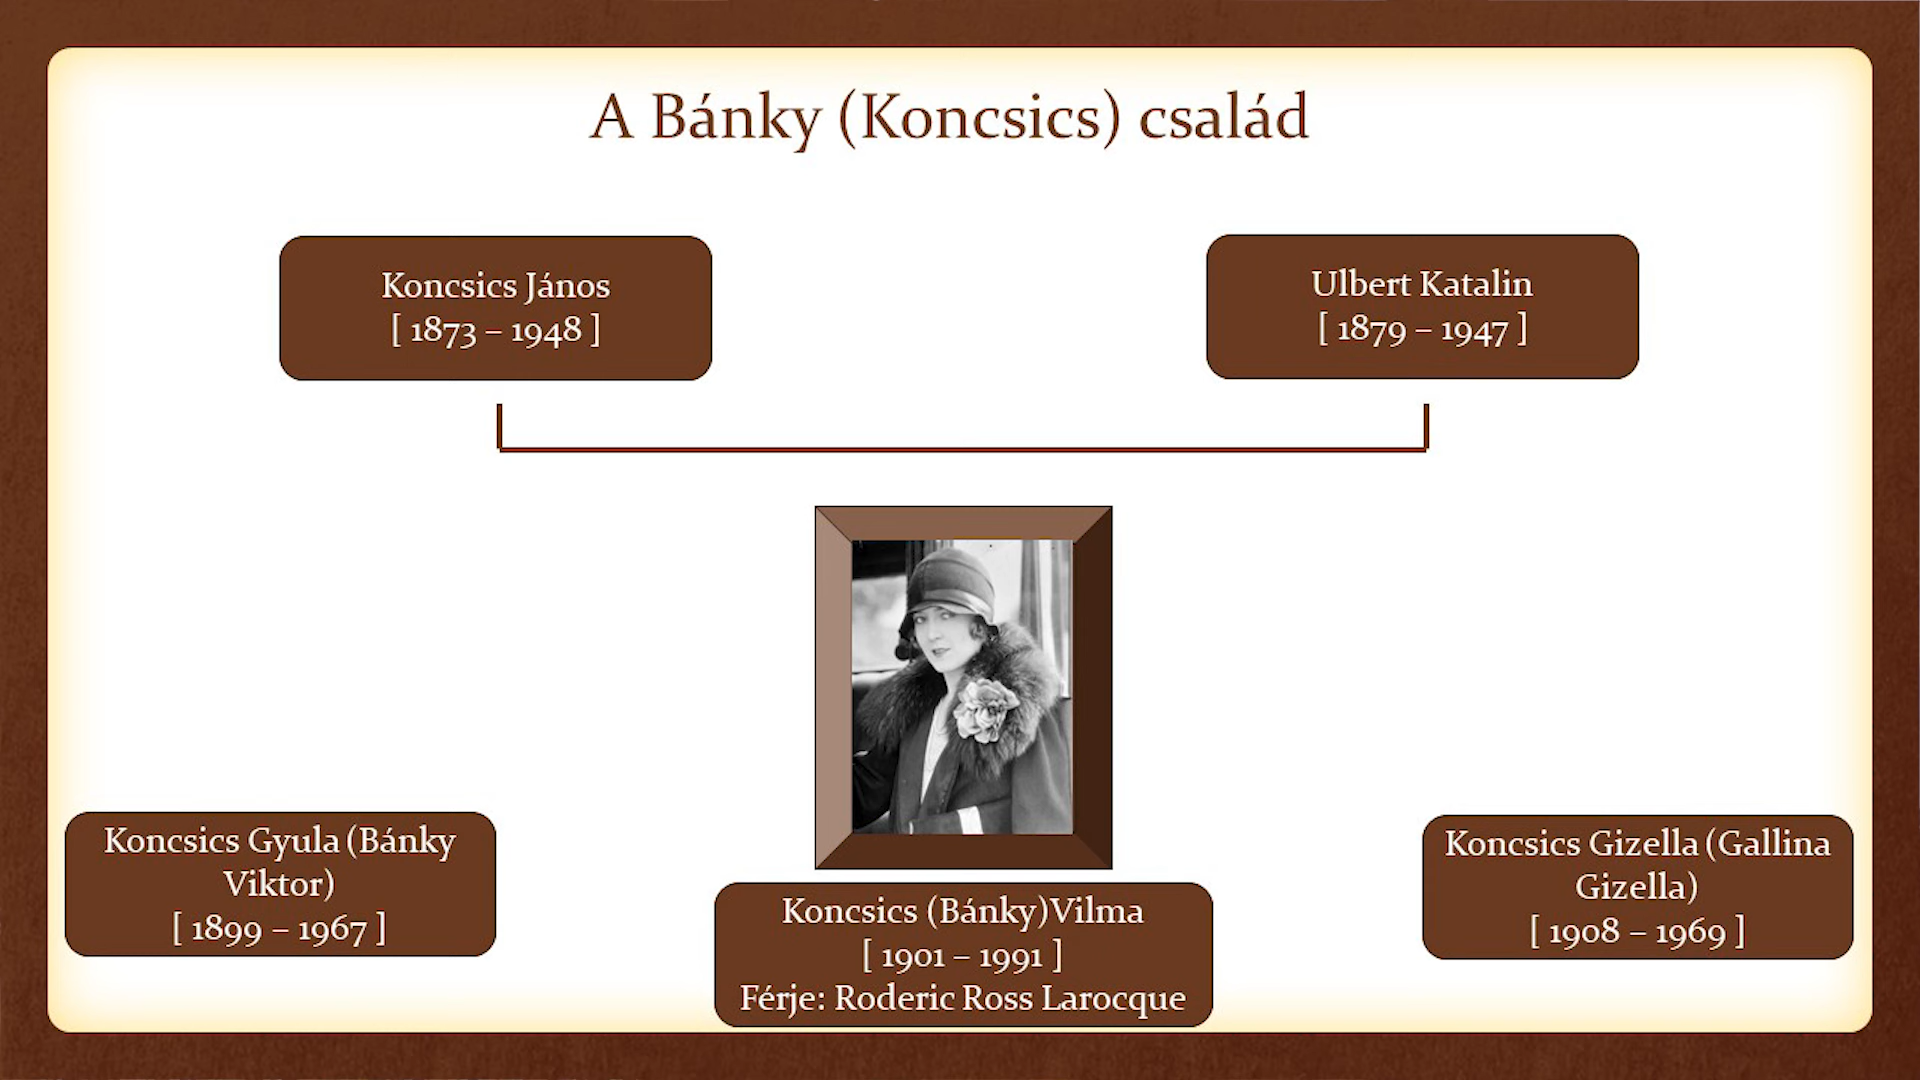 A Bánky (Koncsics) család
Koncsics János
[ 1873 – 1948 ]
Ulbert Katalin
[ 1879 – 1947 ]
Koncsics Gyula (Bánky
Viktor)
[ 1899 – 1967 ]
Koncsics (Bánky)Vilma
[ 1901 – 1991 ]
Férje: Roderic Ross Larocque
Koncsics Gizella (Gallina
Gizella)
[ 1908 – 1969 ]